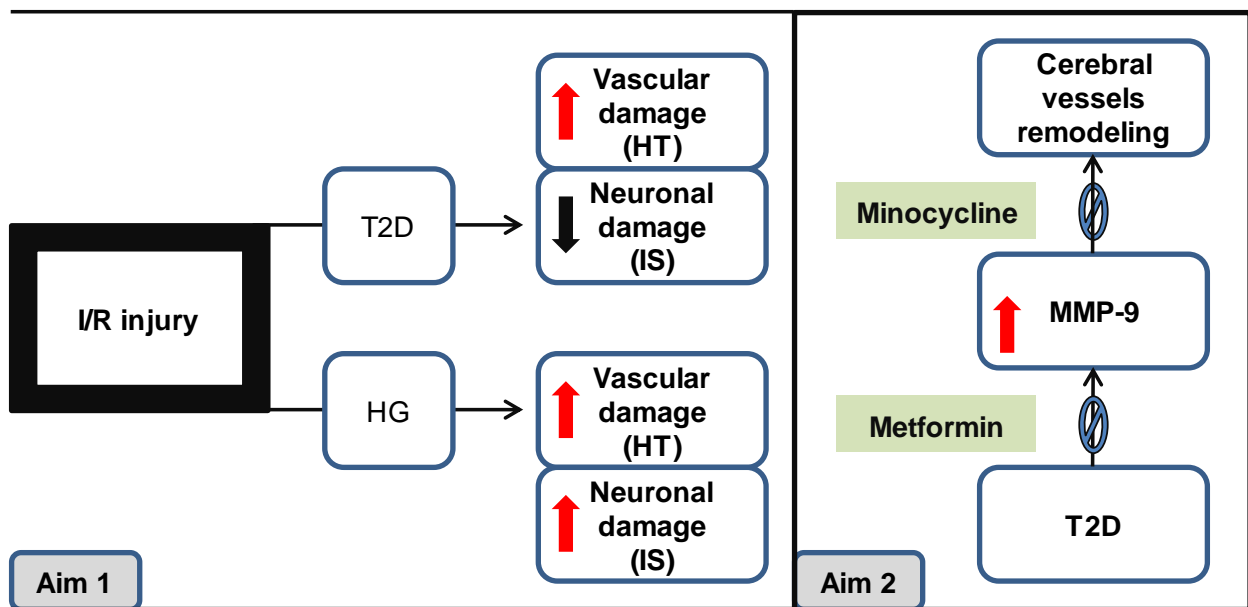 Vascular
damage
(HT)
T2D
Neuronal
damage
(IS)
I/R injury
HG
Vascular
damage
(HT)
Neuronal
damage
(IS)
Aim 1
Cerebral
vessels
remodeling
Minocycline
MMP-9
Metformin
T2D
Aim 2